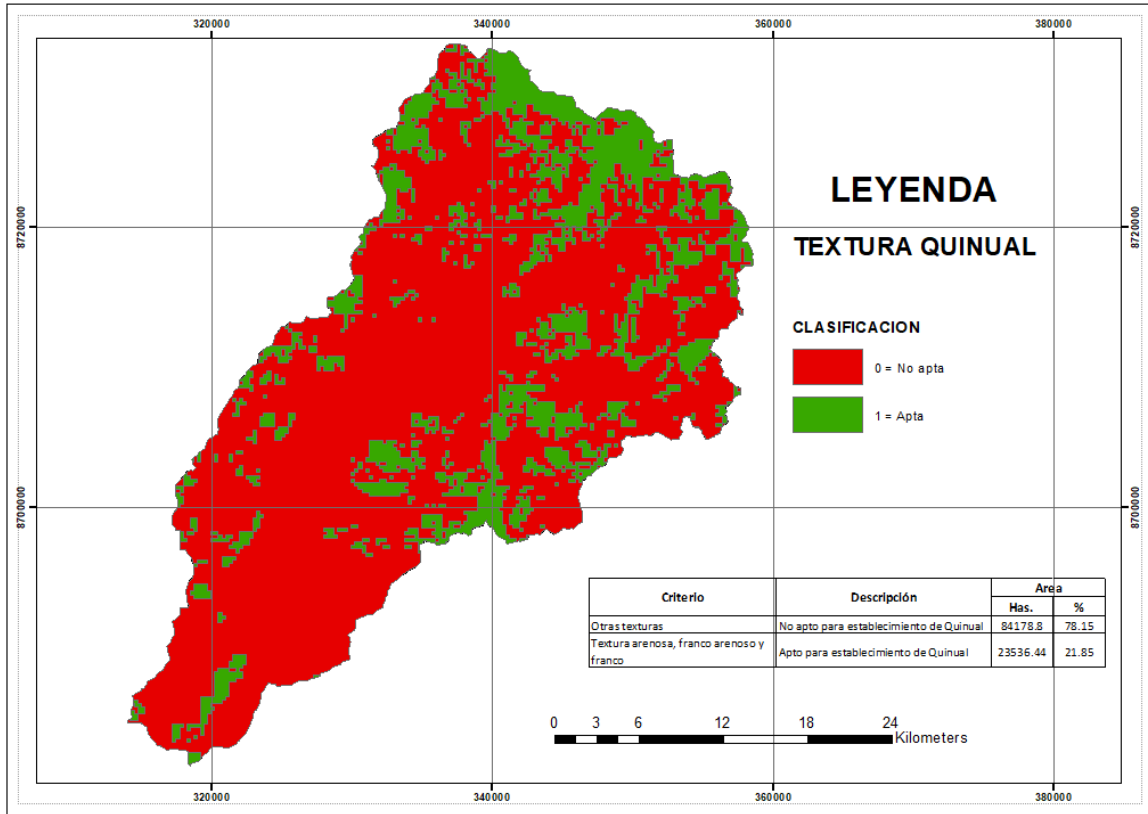 320000 340000 360000 380000
8720000 8720000
LEYENDA
TEXTURA QUINUAL
CLASIFICACION
0 = No apta
1 = Apta
8700000 8700000
Criterio Descripción Area
Has. %
Otras texturas No apto para establecimiento de Quinual 84178.8 78.15
Textura arenosa, franco arenoso y
franco Apto para establecimiento de Quinual 23536.44 21.85
0 3 6 12 18 24
Kilometers
320000 340000 360000 380000